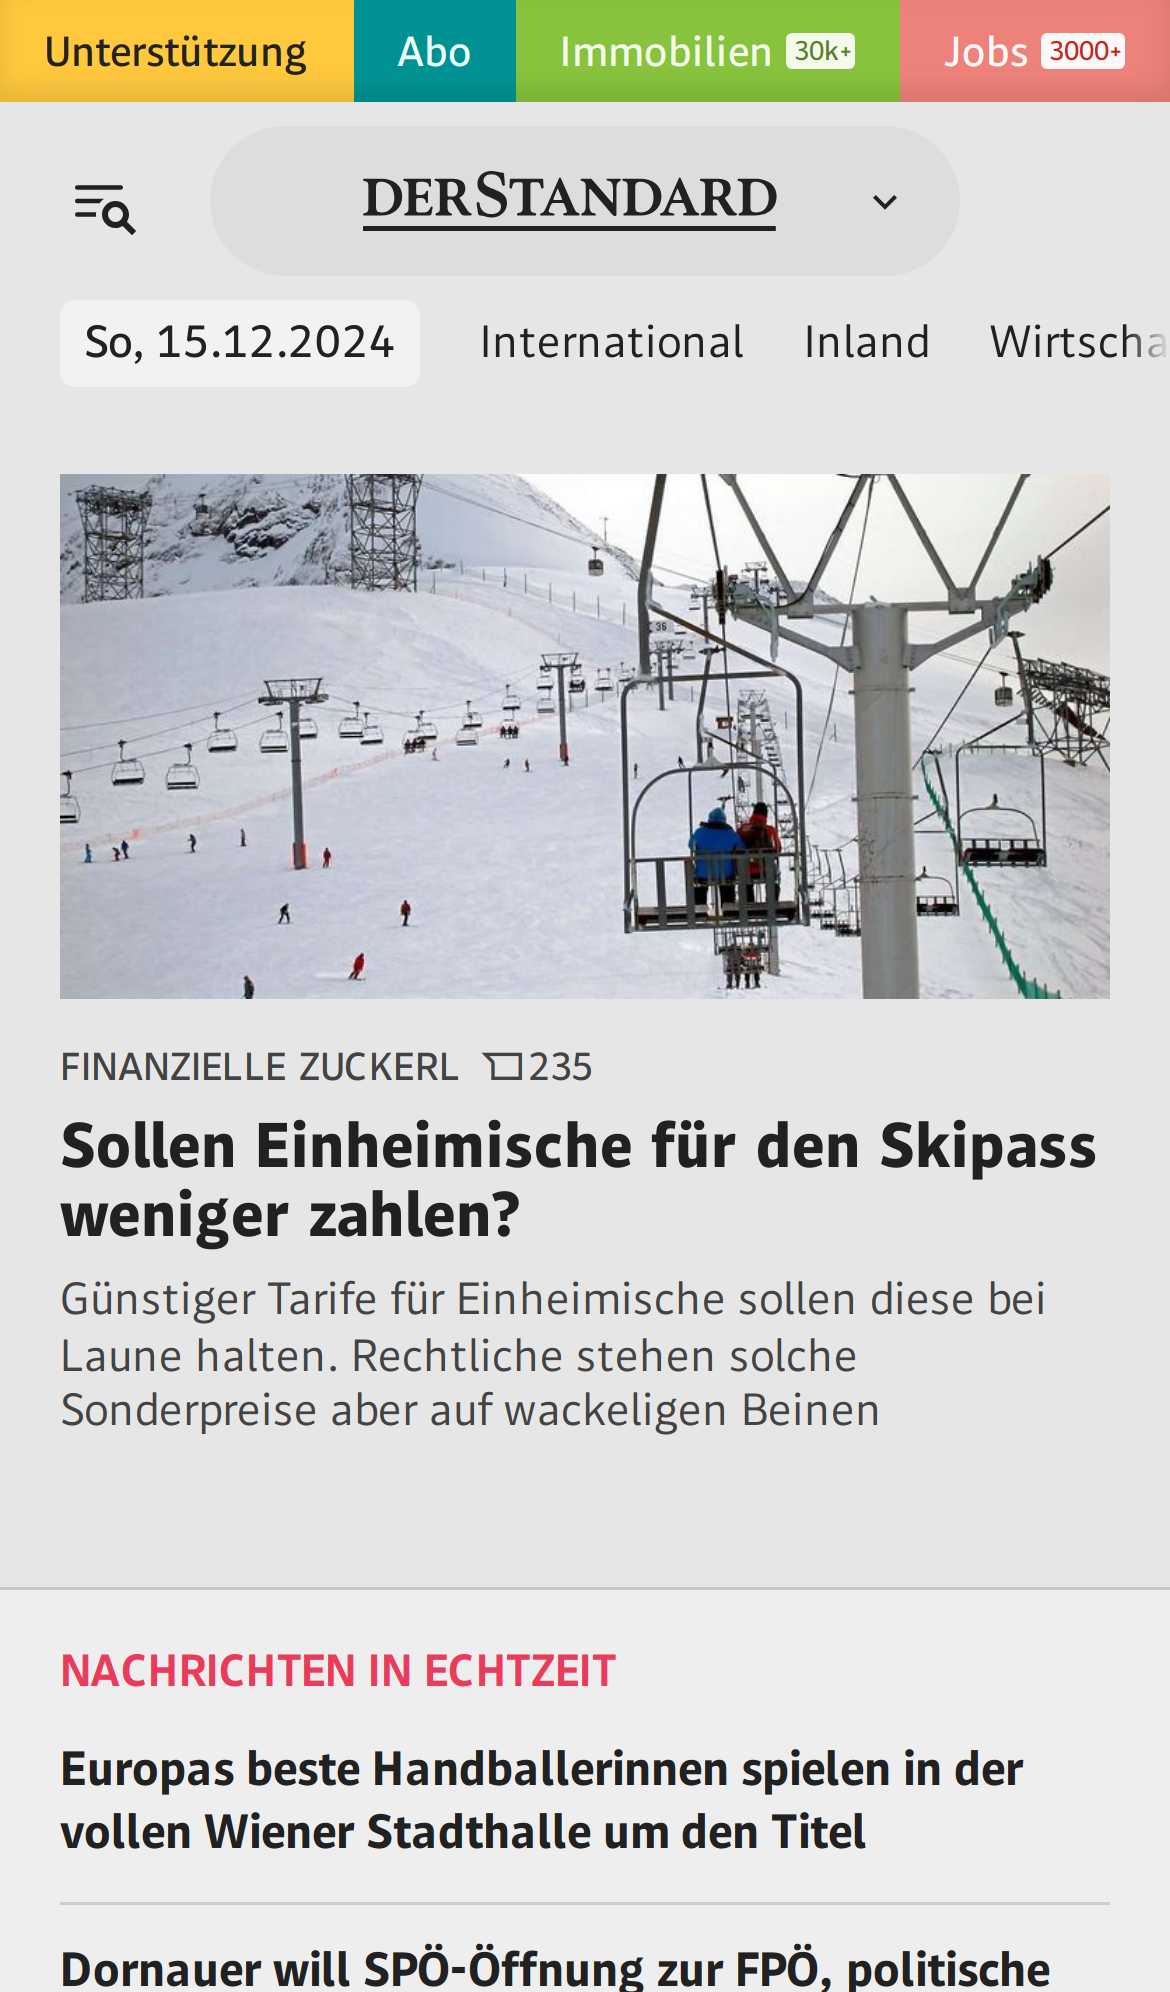 Unterstützung Abo Immobilien 30k+ Jobs 3000+
DERSTANDARD
So, 15.12.2024 International Inland Wirtscha
36
FINANZIELLE ZUCKERL 235
Sollen Einheimische für den Skipass
weniger zahlen?
Günstiger Tarife für Einheimische sollen diese bei
Laune halten. Rechtliche stehen solche
Sonderpreise aber auf wackeligen Beinen
NACHRICHTEN IN ECHTZEIT
Europas beste Handballerinnen spielen in der
vollen Wiener Stadthalle um den Titel
Dornauer will SPÖ-Öffnung zur FPÖ, politische